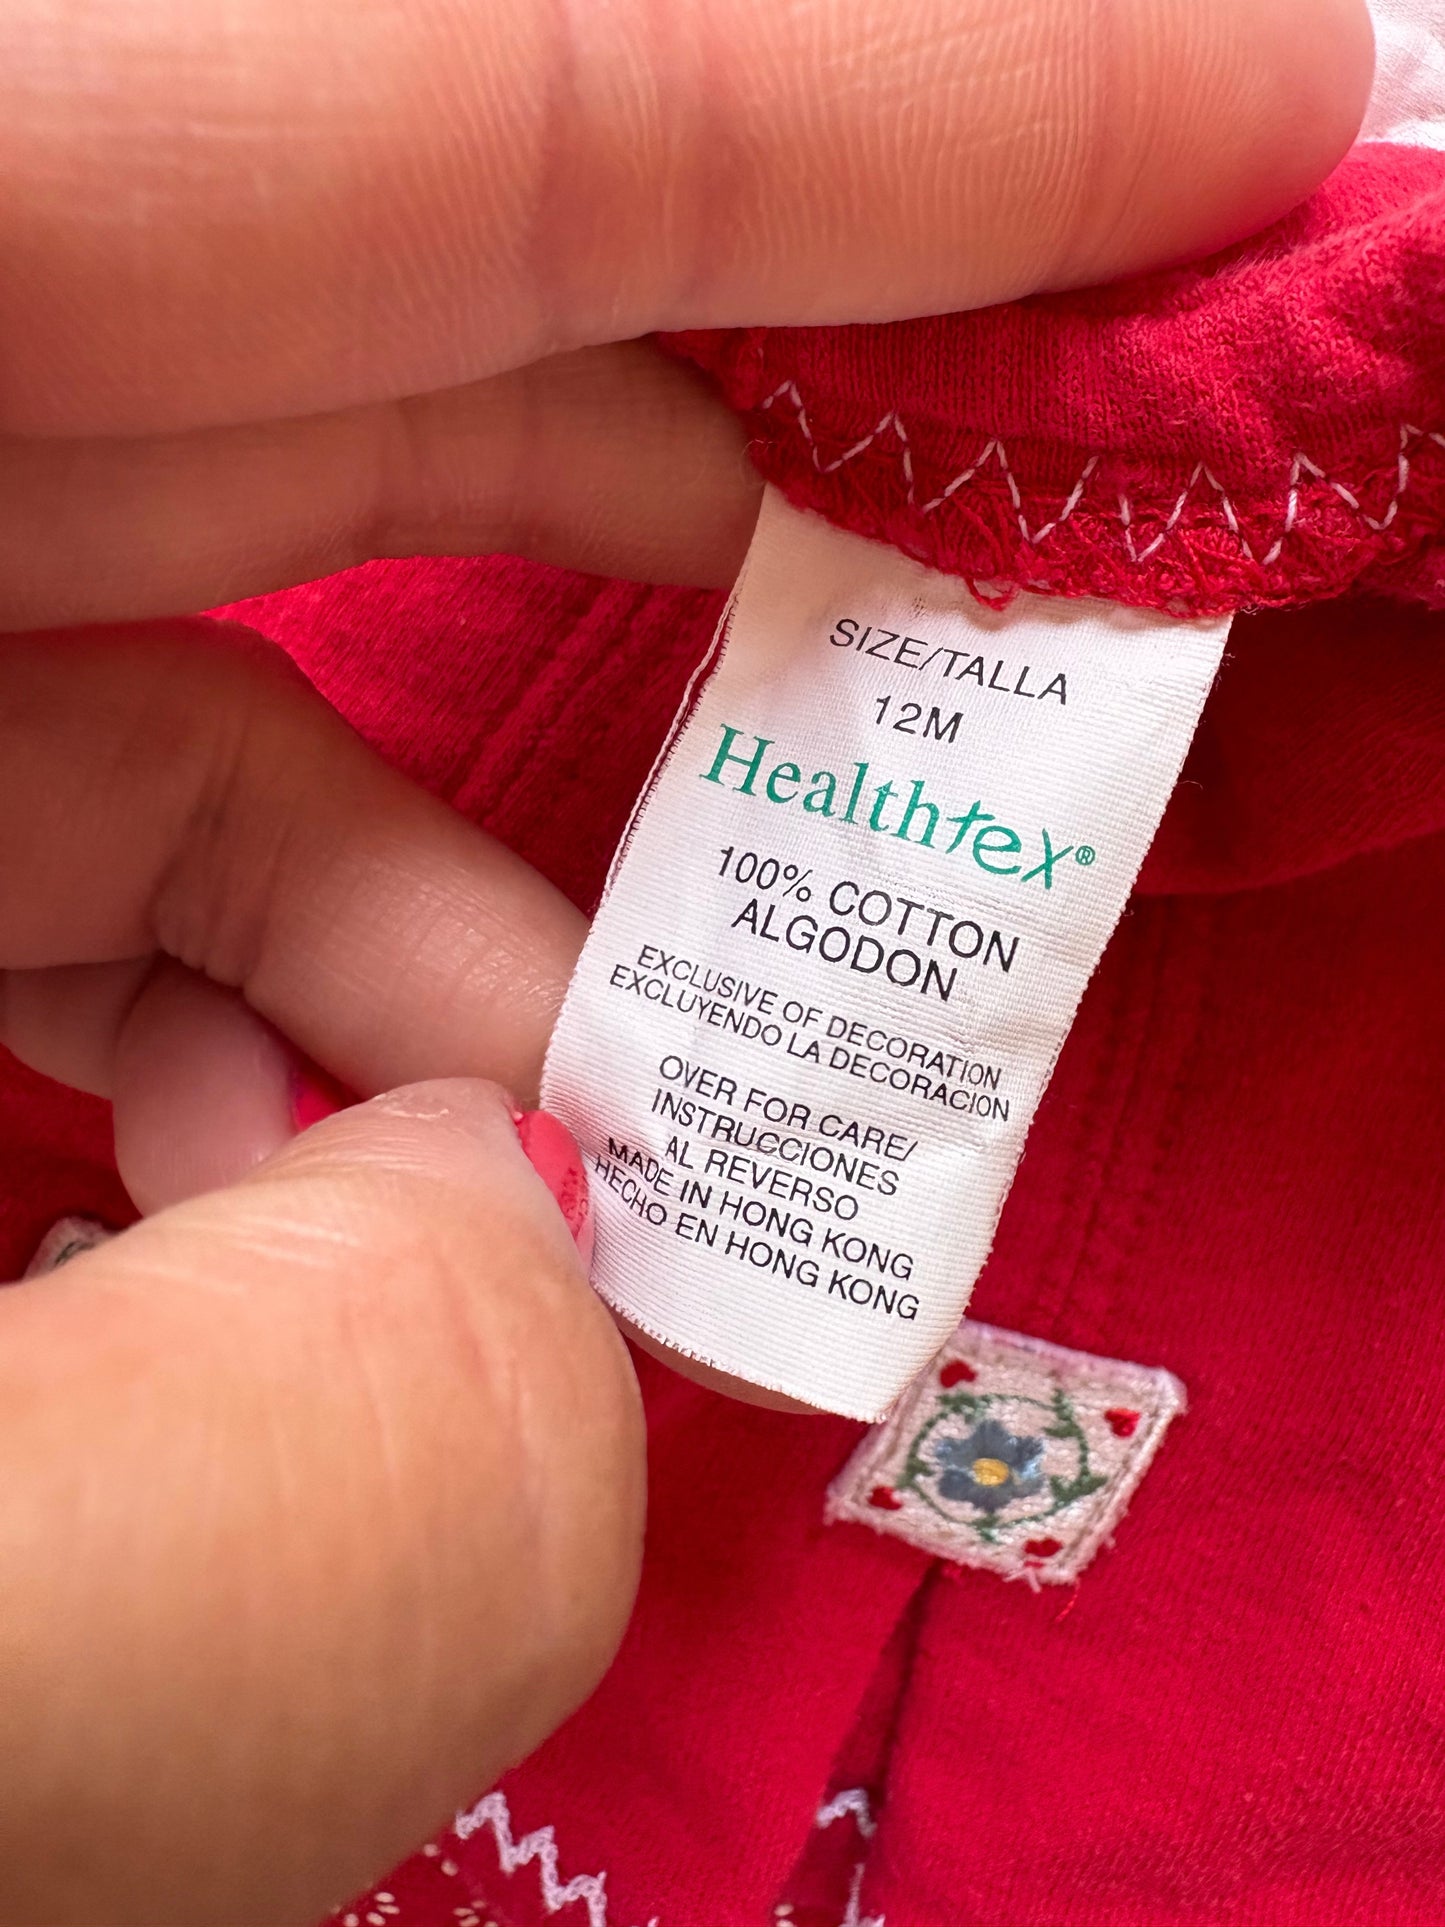 SIZE/TALLA
12M
Healthtex®
100% COTTON
ALGODON
EXCLUSIVE OF DECORATION
EXCLUYENDO LA DECORACION
OVER FOR CARE/
INSTRUCCIONES
AL REVERSO
MADE IN HONG KONG
HECHO EN HONG KONG